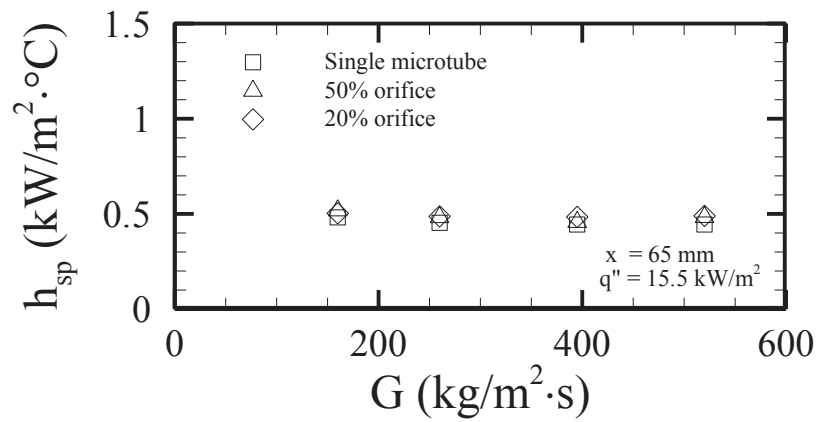 1.5
1
0.5
0
h_sp (kW/m²·°C)
Single microtube
50% orifice
20% orifice
x = 65 mm
q" = 15.5 kW/m²
0 200 400 600
G (kg/m²·s)